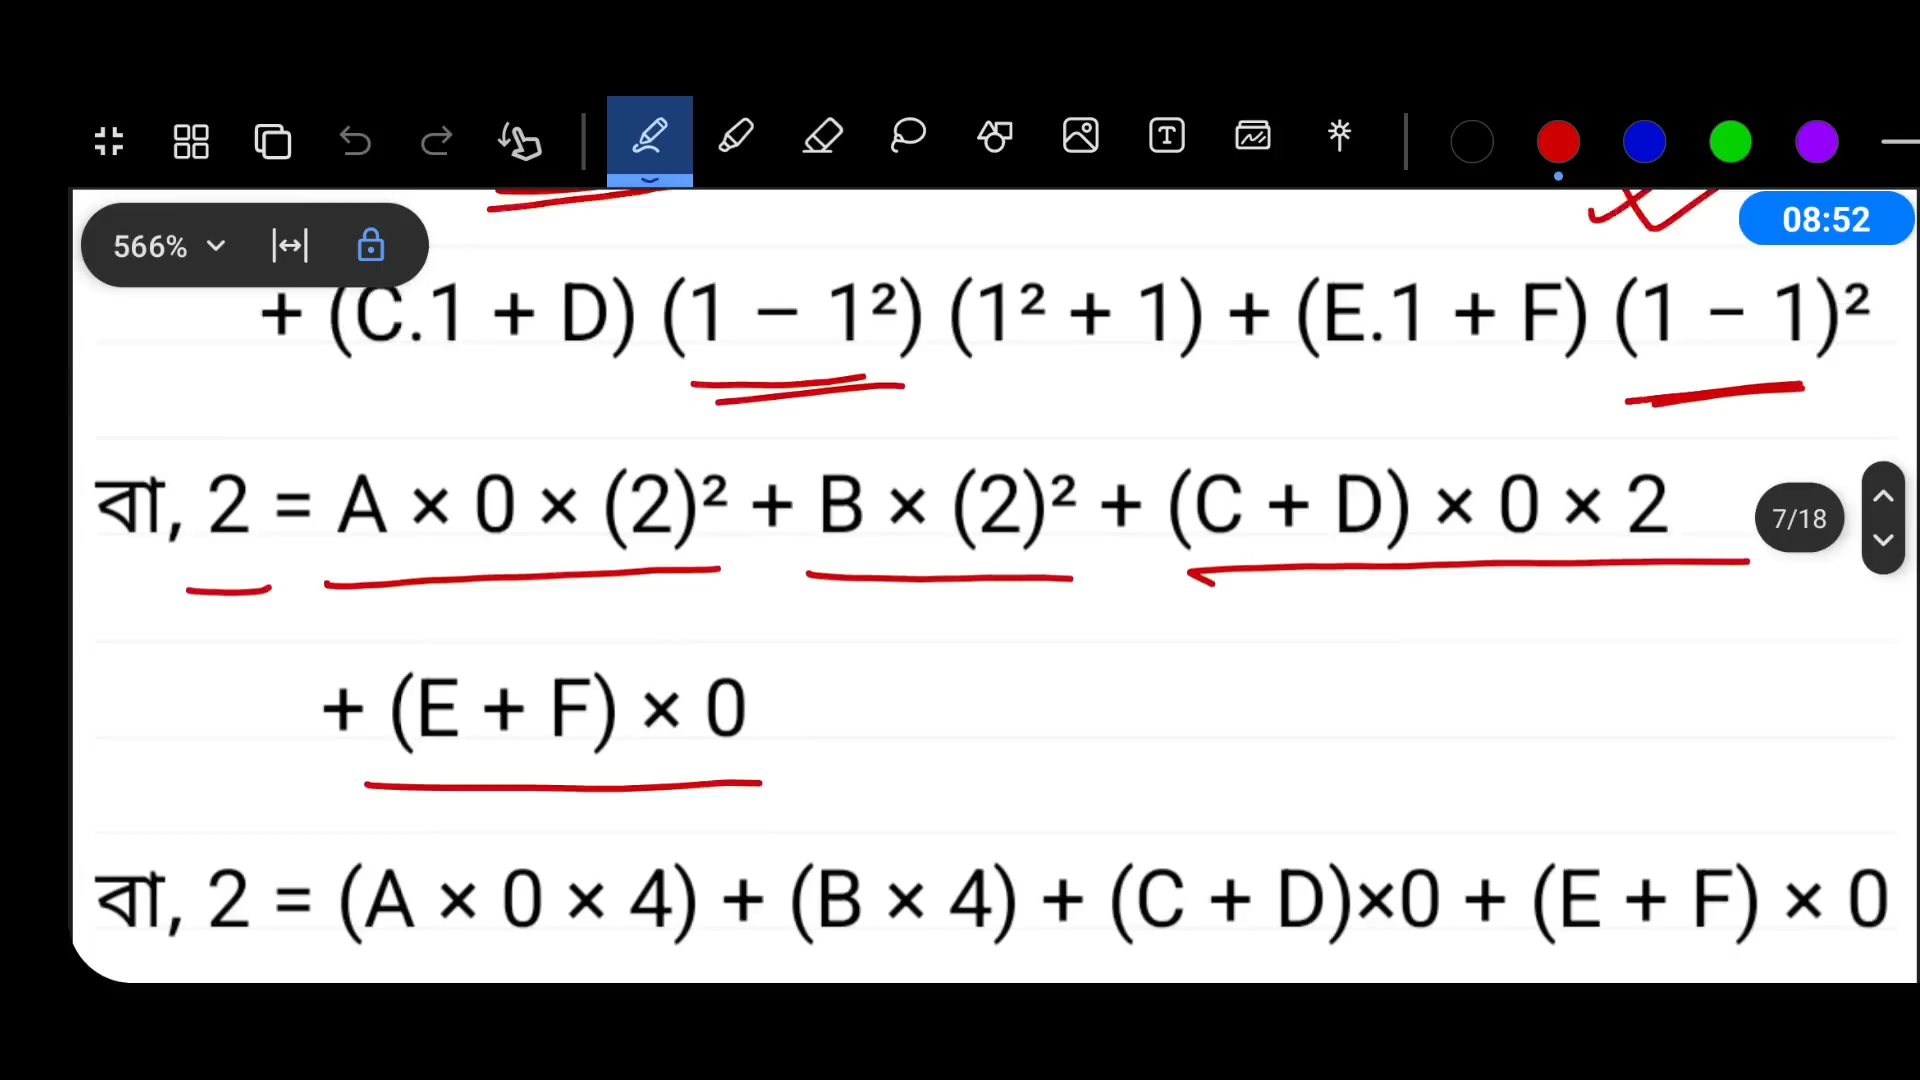 566%
08:52
+ (C.1 + D) (1 − 1²) (1² + 1) + (E.1 + F) (1 − 1)²
বা, 2 = A × 0 × (2)² + B × (2)² + (C + D) × 0 × 2
7/18
+ (E + F) × 0
বা, 2 = (A × 0 × 4) + (B × 4) + (C + D)×0 + (E + F) × 0